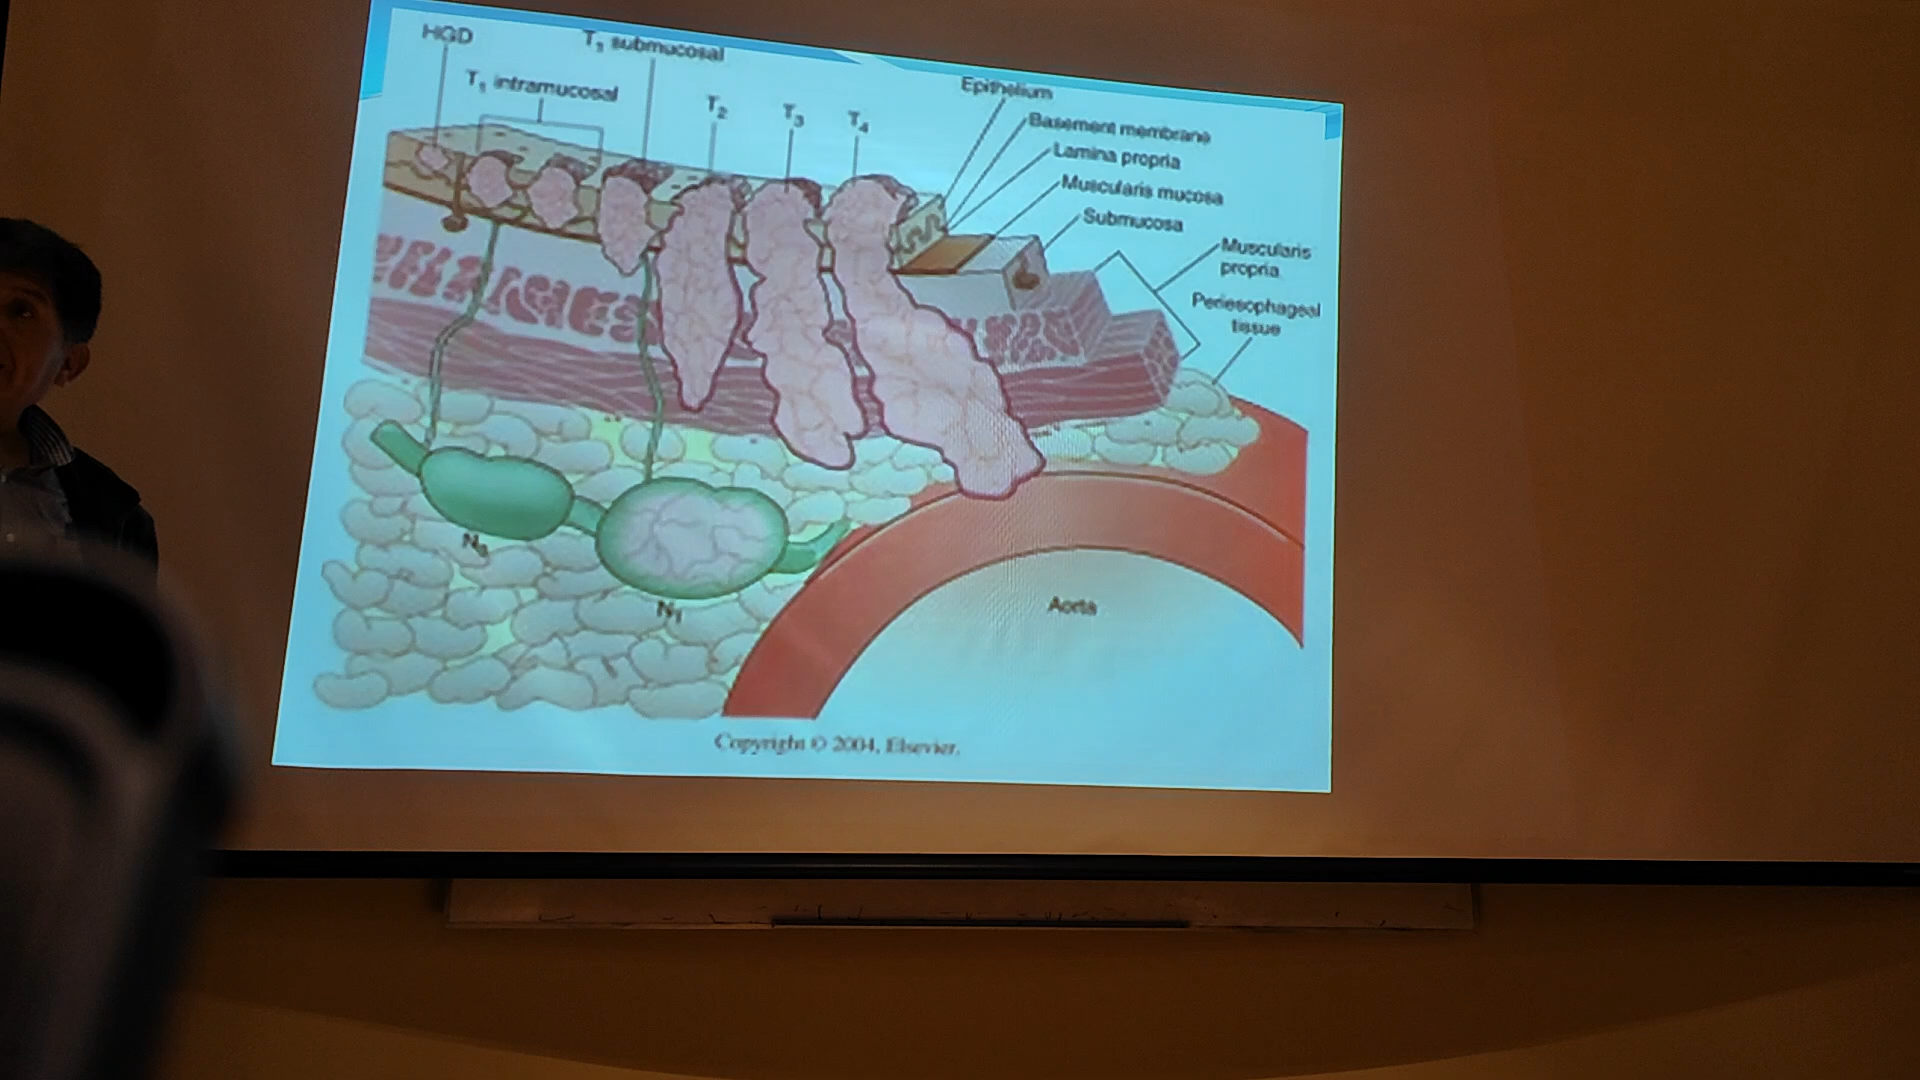 HGD
T1 submucosal
T1 intramucosal
T2
T3
T4
Epithelium
Basement membrane
Lamina propria
Muscularis mucosa
Submucosa
Muscularis
propria
Periesophageal
tissue
N0
N1
Aorta
Copyright © 2004, Elsevier.